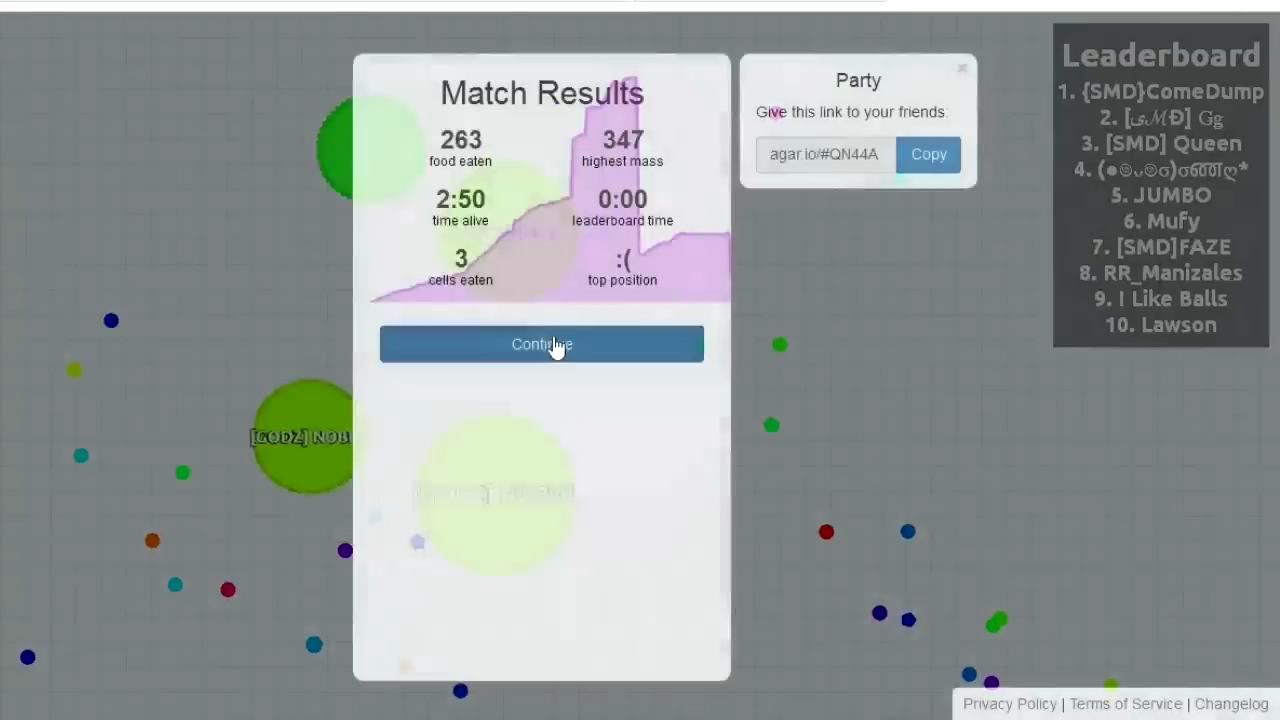 Match Results
263
food eaten
347
highest mass
2:50
time alive
0:00
leaderboard time
3
cells eaten
:(
top position
Continue
Party
×
Give this link to your friends:
agar.io/#QN44A
Copy
Leaderboard
1. {SMD}ComeDump
2. Gg
3. [SMD] Queen
4.
5. JUMBO
6. Mufy
7. [SMD]FAZE
8. RR_Manizales
9. I Like Balls
10. Lawson
[GODZ]
Privacy Policy | Terms of Service | Changelog